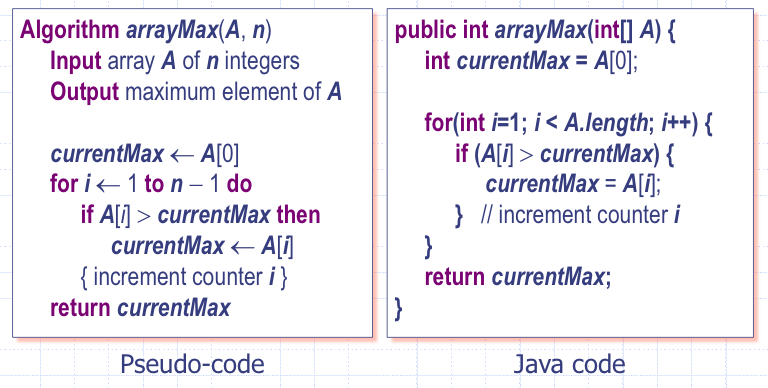 Algorithm arrayMax(A, n)
Input array A of n integers
Output maximum element of A
currentMax ← A[0]
for i ← 1 to n − 1 do
if A[i] > currentMax then
currentMax ← A[i]
{ increment counter i }
return currentMax
Pseudo-code
public int arrayMax(int[] A) {
int currentMax = A[0];
for(int i=1; i < A.length; i++) {
if (A[i] > currentMax) {
currentMax = A[i];
} // increment counter i
}
return currentMax;
}
Java code